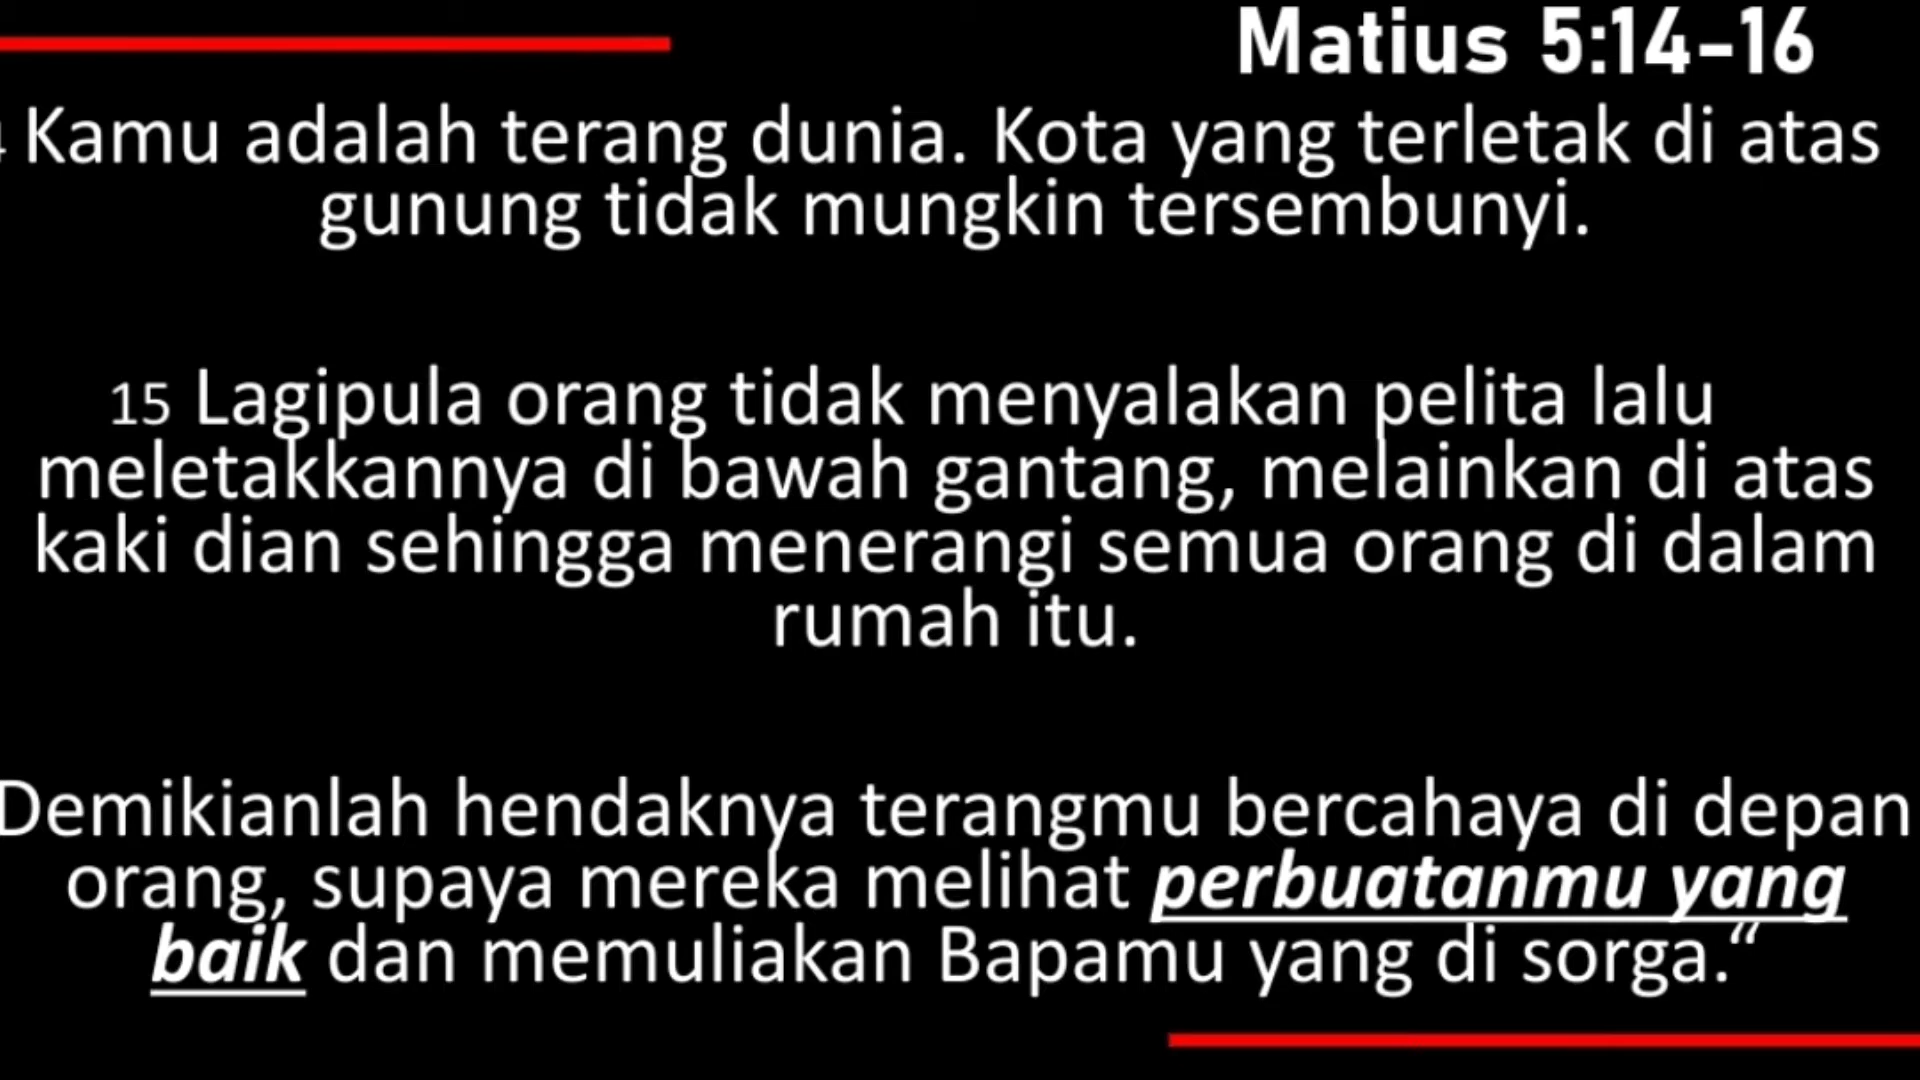 Matius 5:14-16
Kamu adalah terang dunia. Kota yang terletak di atas
gunung tidak mungkin tersembunyi.
15 Lagipula orang tidak menyalakan pelita lalu
meletakkannya di bawah gantang, melainkan di atas
kaki dian sehingga menerangi semua orang di dalam
rumah itu.
Demikianlah hendaknya terangmu bercahaya di depan
orang, supaya mereka melihat perbuatanmu yang
baik dan memuliakan Bapamu yang di sorga.“